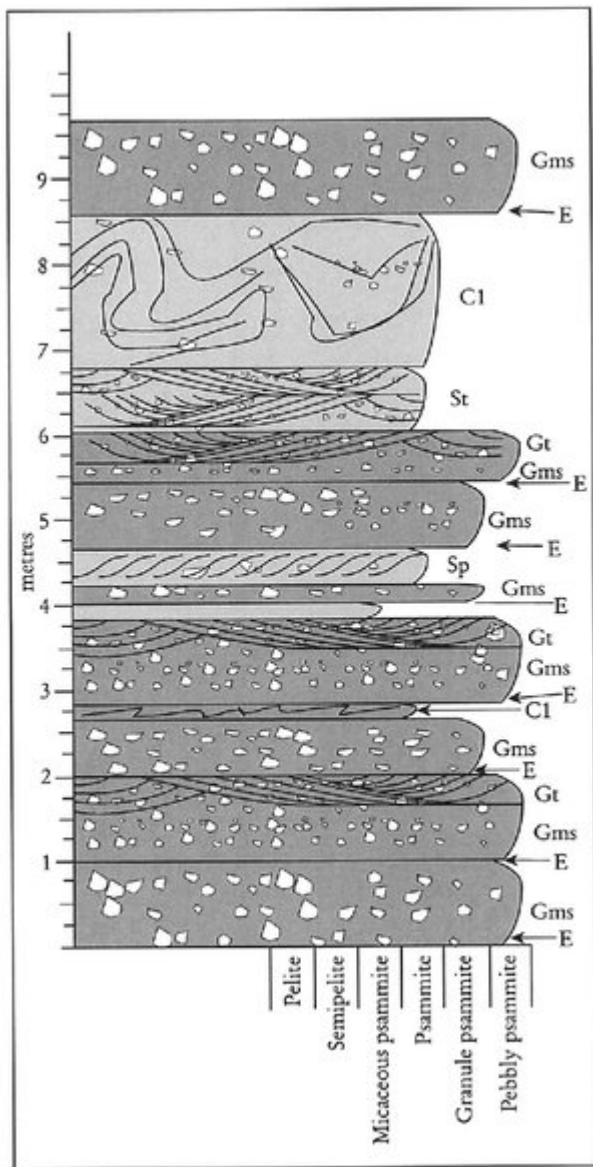 9
8
7
6
5
4
3
2
1
metres
Gms
E
C1
St
Gt
Gms
E
Gms
E
Sp
Gms
E
Gt
Gms
E
C1
Gms
E
Gt
Gms
E
Gms
E
Pelite
Semipelite
Micaceous psammite
Psammite
Granule psammite
Pebbly psammite